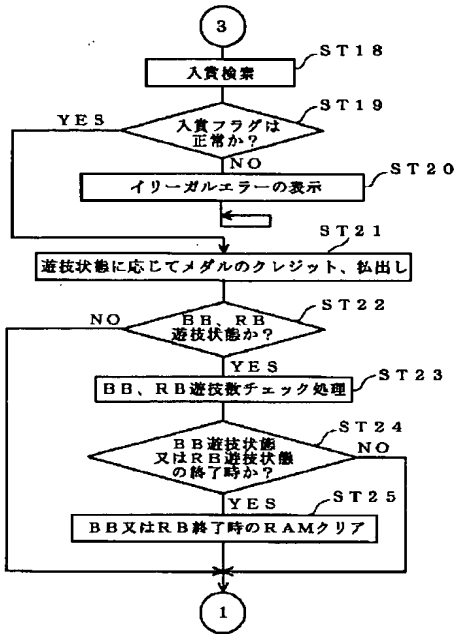 3
ST18
入賞検索
ST19
YES
入賞フラグは
正常か?
NO
ST20
イリーガルエラーの表示
ST21
遊技状態に応じてメダルのクレジット、払出し
ST22
NO
BB、RB
遊技状態か?
YES
ST23
BB、RB遊技数チェック処理
ST24
BB遊技状態
又はRB遊技状態
の終了時か?
NO
YES
ST25
BB又はRB終了時のRAMクリア
1